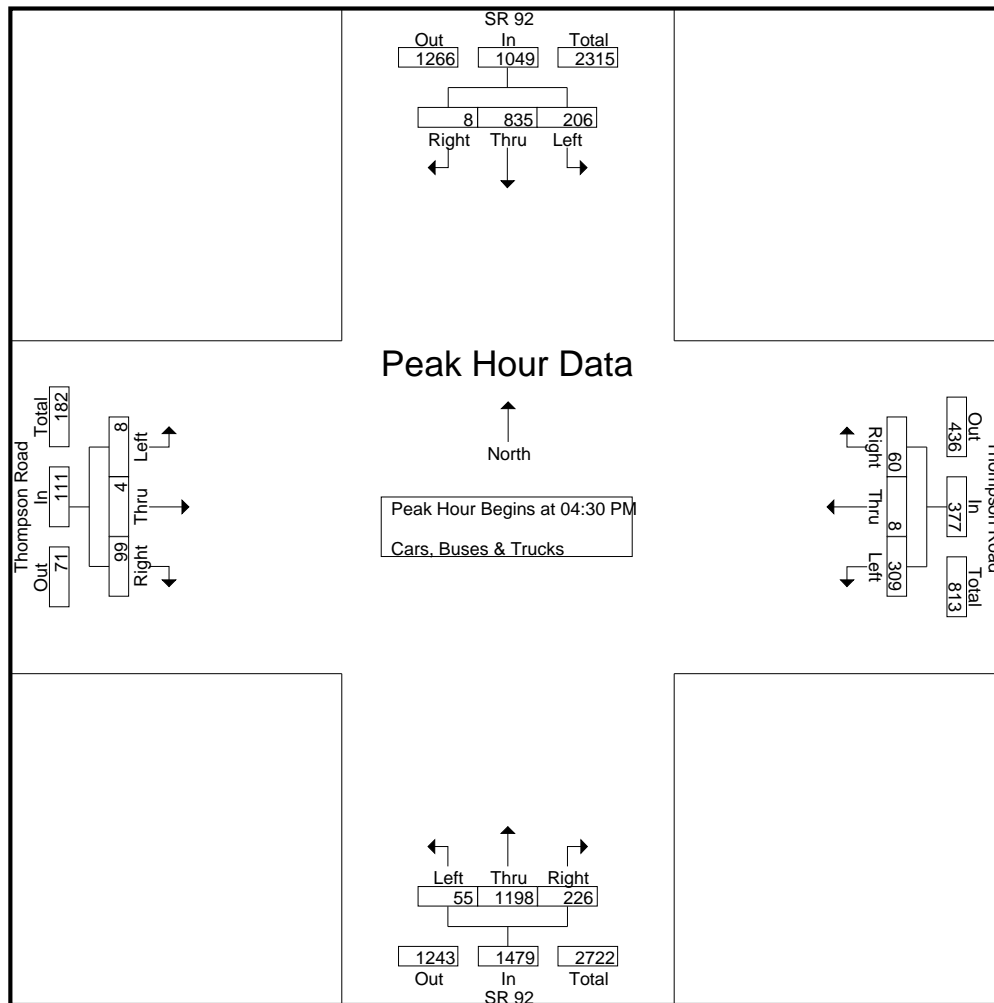 SR 92
Out In Total
1266 1049 2315
8 835 206
Right Thru Left
Peak Hour Data
North
Peak Hour Begins at 04:30 PM
Cars, Buses & Trucks
Thompson Road
Total In Out
182 111 71
8 4 99
Left Thru Right
Right Thru Left
60 8 309
Out In Total
436 377 813
Thompson Road
Left Thru Right
55 1198 226
1243 1479 2722
Out In Total
SR 92